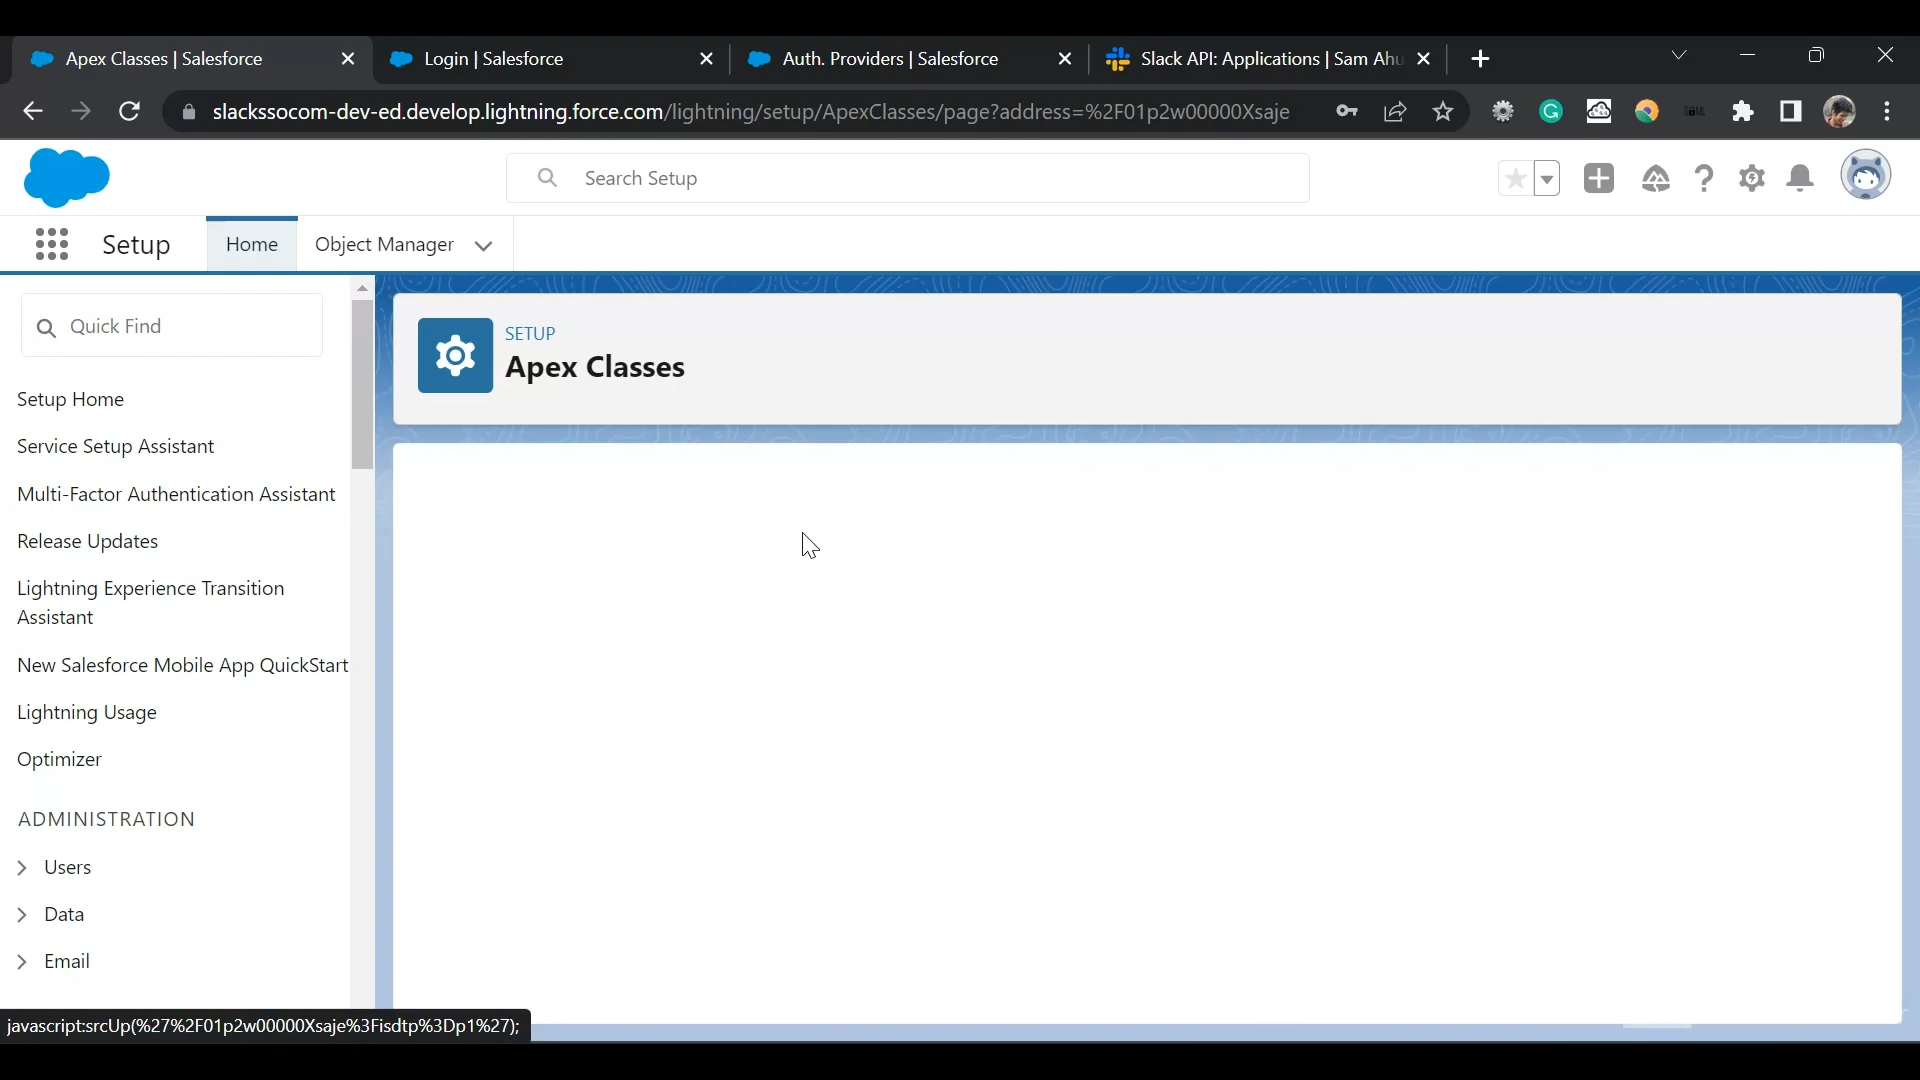 Apex Classes | Salesforce
Login | Salesforce
Auth. Providers | Salesforce
Slack API: Applications | Sam Ahu
slackssocom-dev-ed.develop.lightning.force.com/lightning/setup/ApexClasses/page?address=%2F01p2w00000Xsaje
Search Setup
Setup
Home
Object Manager
Quick Find
SETUP
Apex Classes
Setup Home
Service Setup Assistant
Multi-Factor Authentication Assistant
Release Updates
Lightning Experience Transition
Assistant
New Salesforce Mobile App QuickStart
Lightning Usage
Optimizer
ADMINISTRATION
Users
Data
Email
javascript:srcUp(%27%2F01p2w00000Xsaje%3Fisdtp%3Dp1%27);